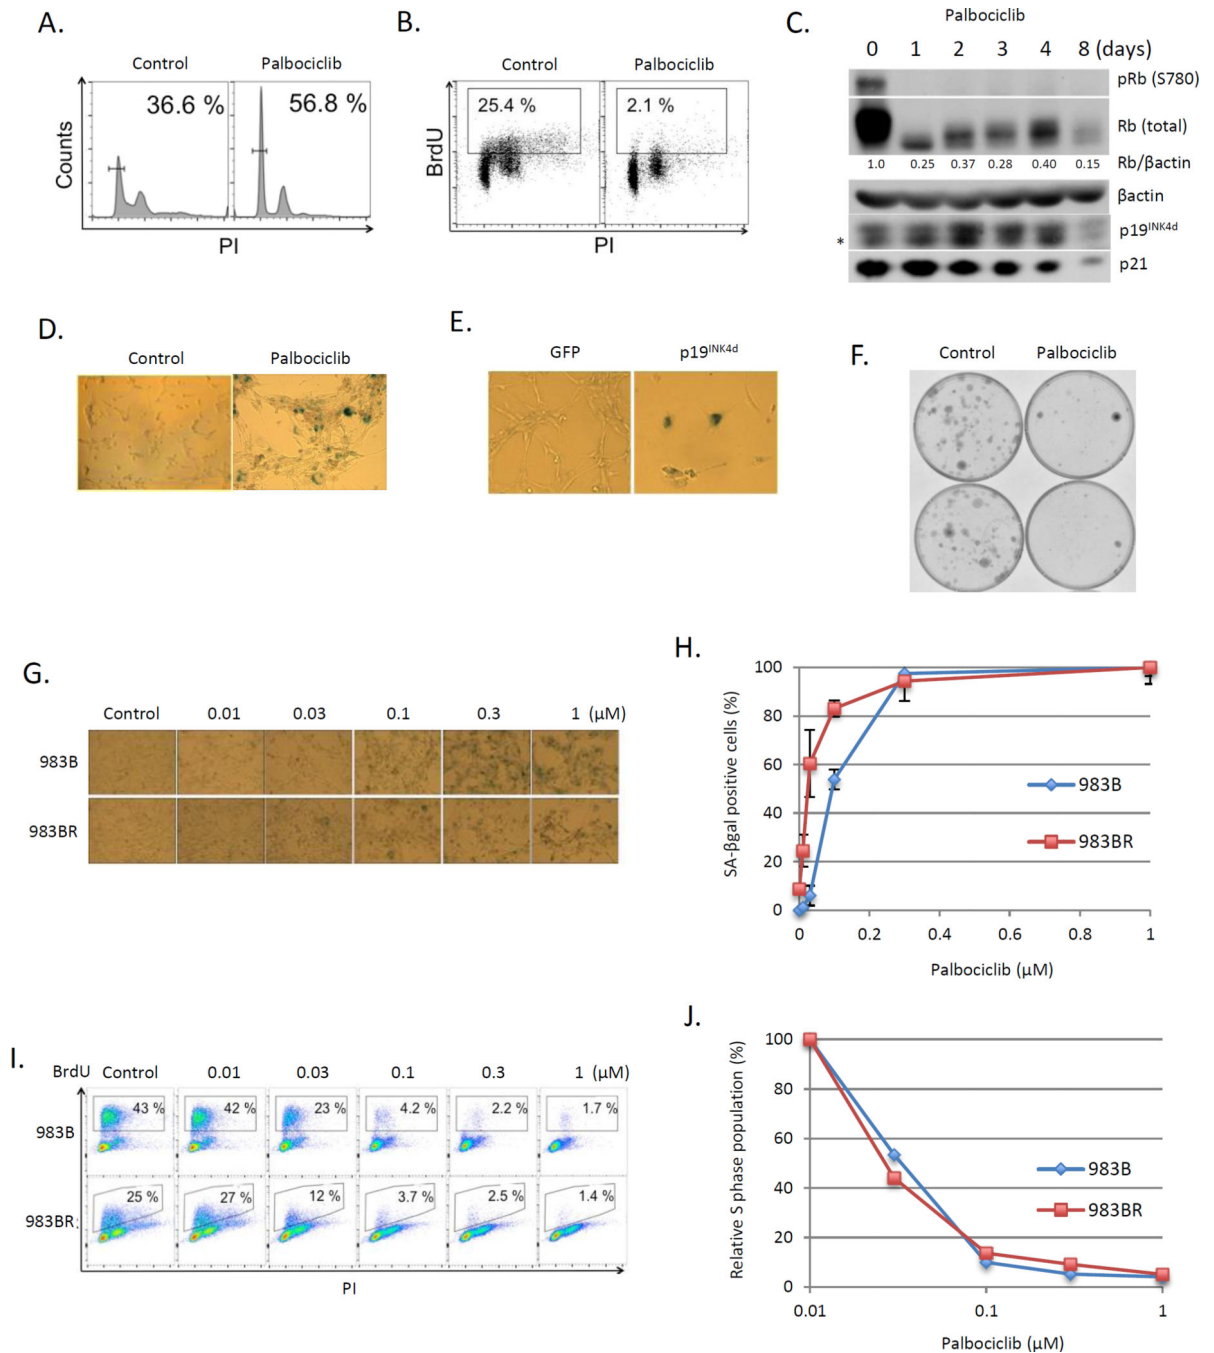 A.
Control Palbociclib
36.6 % 56.8 %
Counts
PI
B.
Control Palbociclib
25.4 % 2.1 %
BrdU
PI
C.
Palbociclib
0 1 2 3 4 8 (days)
pRb (S780)
Rb (total)
1.0 0.25 0.37 0.28 0.40 0.15 Rb/βactin
βactin
* p19INK4d
p21
D.
Control Palbociclib
E.
GFP p19INK4d
F.
Control Palbociclib
G.
Control 0.01 0.03 0.1 0.3 1 (μM)
983B
983BR
H.
SA-βgal positive cells (%)
100
80
60
40
20
0
983B
983BR
0 0.2 0.4 0.6 0.8 1
Palbociclib (μM)
I.
BrdU Control 0.01 0.03 0.1 0.3 1 (μM)
983B
43 % 42 % 23 % 4.2 % 2.2 % 1.7 %
983BR
25 % 27 % 12 % 3.7 % 2.5 % 1.4 %
PI
J.
Relative S phase population (%)
100
80
60
40
20
0
983B
983BR
0.01 0.1 1
Palbociclib (μM)